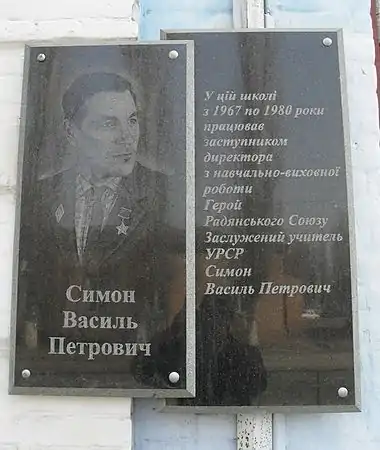 Симон
Василь
Петрович
У цій школі
з 1967 по 1980 роки
працював
заступником
директора
з навчально-виховної
роботи
Герой
Радянського Союзу
Заслужений учитель
УРСР
Симон
Василь Петрович